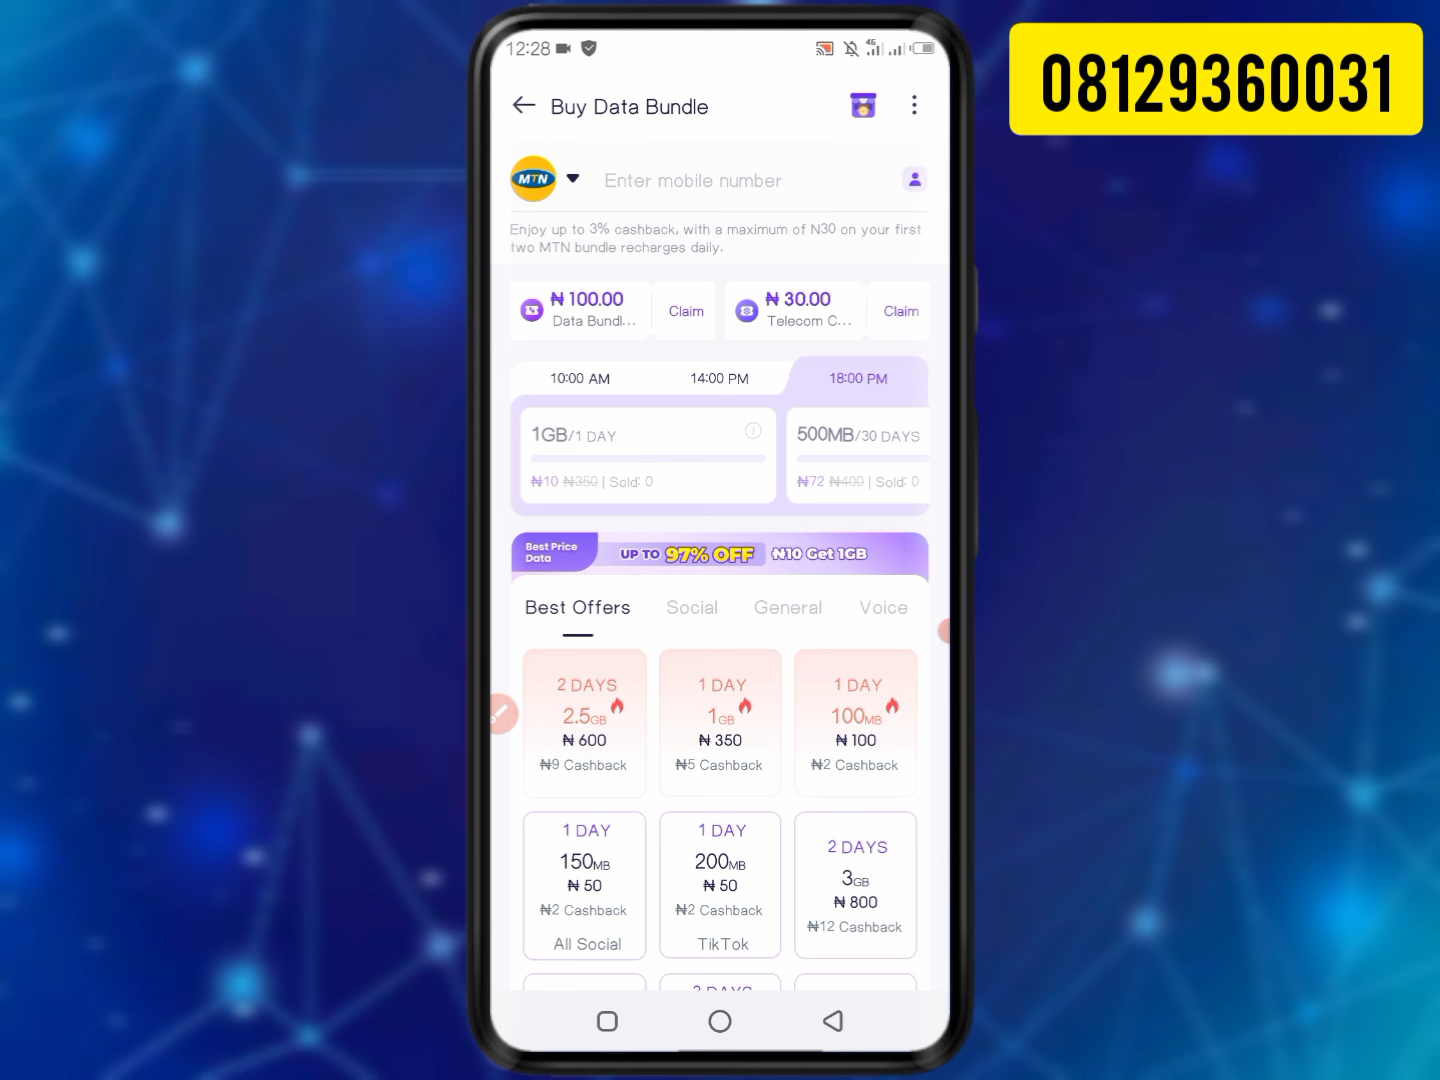 08129360031
12:28
4G
Buy Data Bundle
MTN
Enter mobile number
Enjoy up to 3% cashback, with a maximum of N30 on your first
two MTN bundle recharges daily.
₦ 100.00
Data Bundl...
Claim
₦ 30.00
Telecom C...
Claim
10:00 AM
14:00 PM
18:00 PM
1GB/1 DAY
₦10 ₦350 | Sold: 0
500MB/30 DAYS
₦72 ₦400 | Sold: 0
Best Price
Data
UP TO 97% OFF
₦10 Get 1GB
Best Offers
Social
General
Voice
2 DAYS
2.5GB
₦ 600
₦9 Cashback
1 DAY
1GB
₦ 350
₦5 Cashback
1 DAY
100MB
₦ 100
₦2 Cashback
1 DAY
150MB
₦ 50
₦2 Cashback
All Social
1 DAY
200MB
₦ 50
₦2 Cashback
TikTok
2 DAYS
3GB
₦ 800
₦12 Cashback